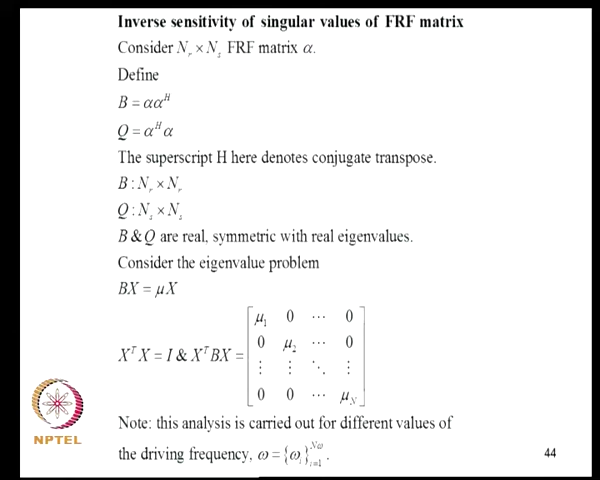 Inverse sensitivity of singular values of FRF matrix
Consider N_r × N_s FRF matrix α.
Define
B = αα^H
Q = α^H α
The superscript H here denotes conjugate transpose.
B : N_r × N_r
Q : N_s × N_s
B & Q are real, symmetric with real eigenvalues.
Consider the eigenvalue problem
BX = μX
X^T X = I & X^T BX = [μ_1 0 ⋯ 0; 0 μ_2 ⋯ 0; ⋮ ⋮ ⋱ ⋮; 0 0 ⋯ μ_N]
Note: this analysis is carried out for different values of
the driving frequency, ω = {ω_i}_{i=1}^{Nω}.
44
NPTEL